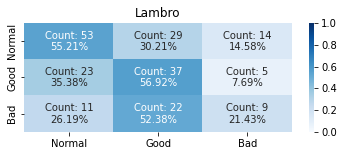 Lambro
Normal
Count: 53
55.21%
Count: 29
30.21%
Count: 14
14.58%
Good
Count: 23
35.38%
Count: 37
56.92%
Count: 5
7.69%
Bad
Count: 11
26.19%
Count: 22
52.38%
Count: 9
21.43%
Normal
Good
Bad
1.0
0.8
0.6
0.4
0.2
0.0